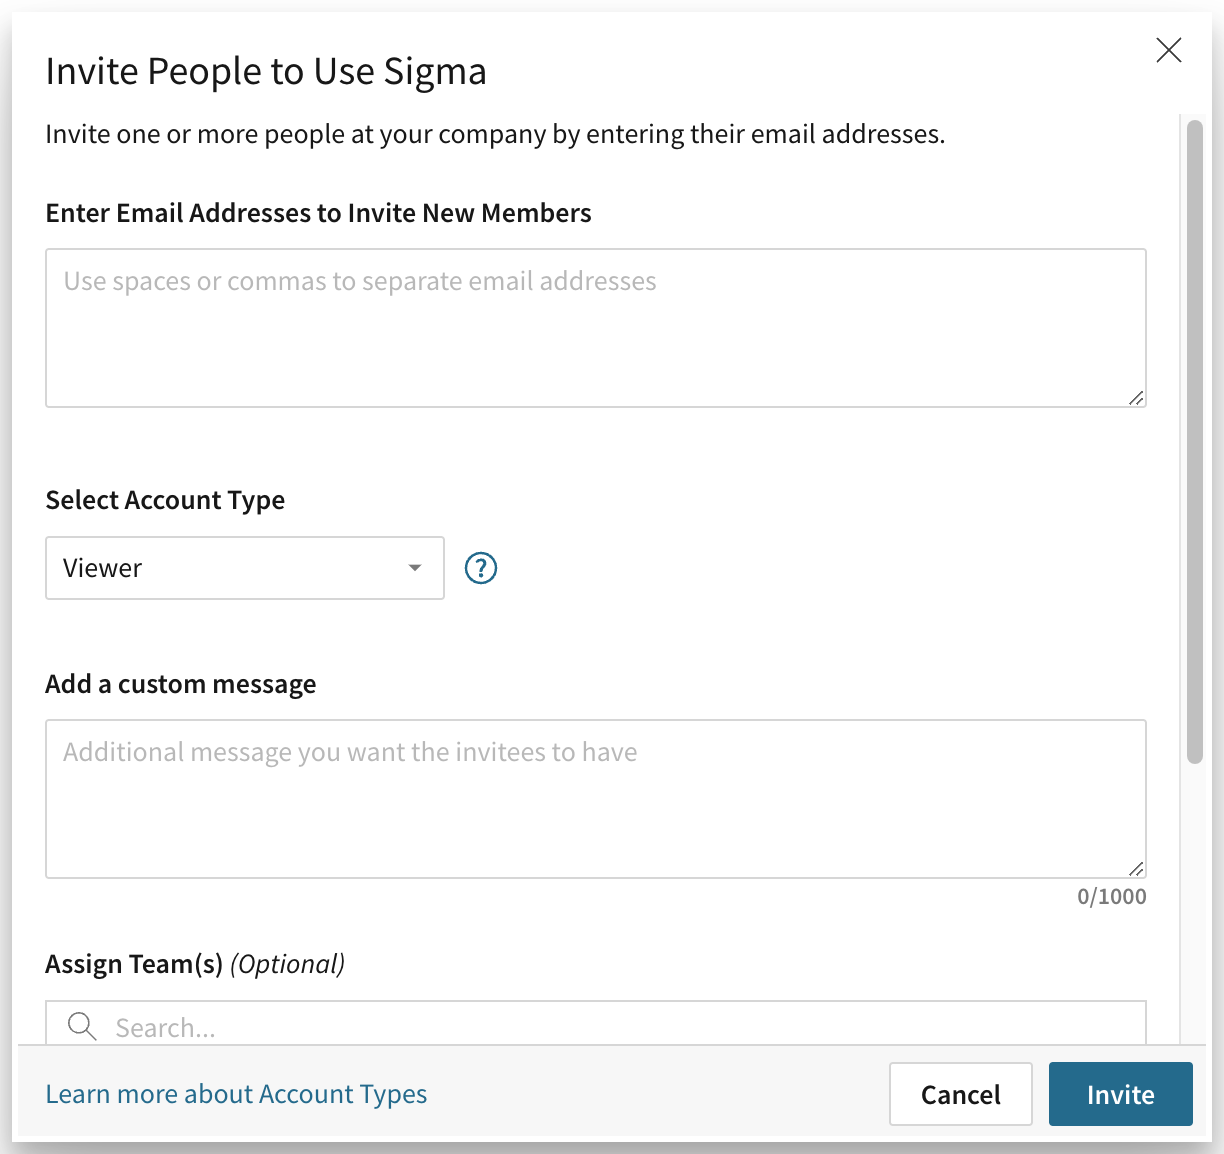 Invite People to Use Sigma
Invite one or more people at your company by entering their email addresses.
Enter Email Addresses to Invite New Members
Use spaces or commas to separate email addresses
Select Account Type
Viewer
?
Add a custom message
Additional message you want the invitees to have
0/1000
Assign Team(s) (Optional)
Search...
Learn more about Account Types
Cancel
Invite